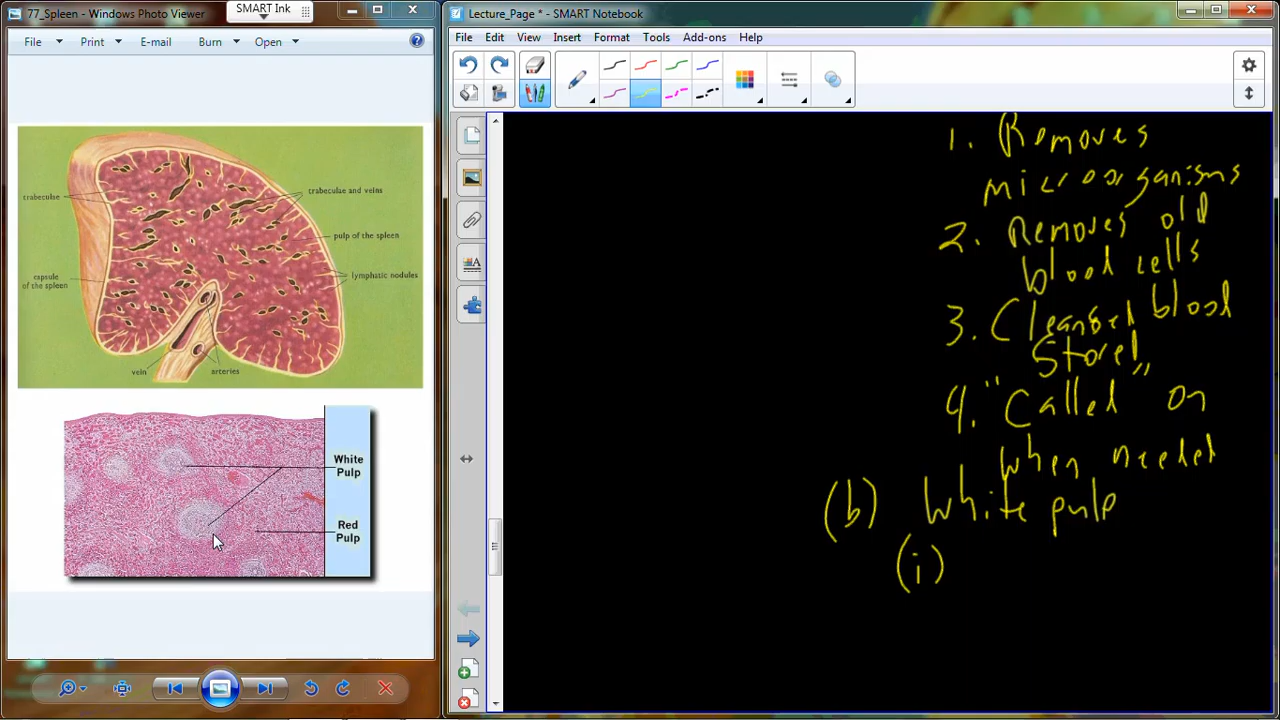 77_Spleen - Windows Photo Viewer
SMART Ink
File Print E-mail Burn Open
trabeculae
trabeculae and veins
pulp of the spleen
capsule
of the spleen
lymphatic nodules
vein
arteries
White
Pulp
Red
Pulp
Lecture_Page * - SMART Notebook
File Edit View Insert Format Tools Add-ons Help
1. Removes
microorganisms
2. Removes old
blood cells
3. Cleansed blood
Stored
4. "Called" on
when needed
(b) White pulp
(i)